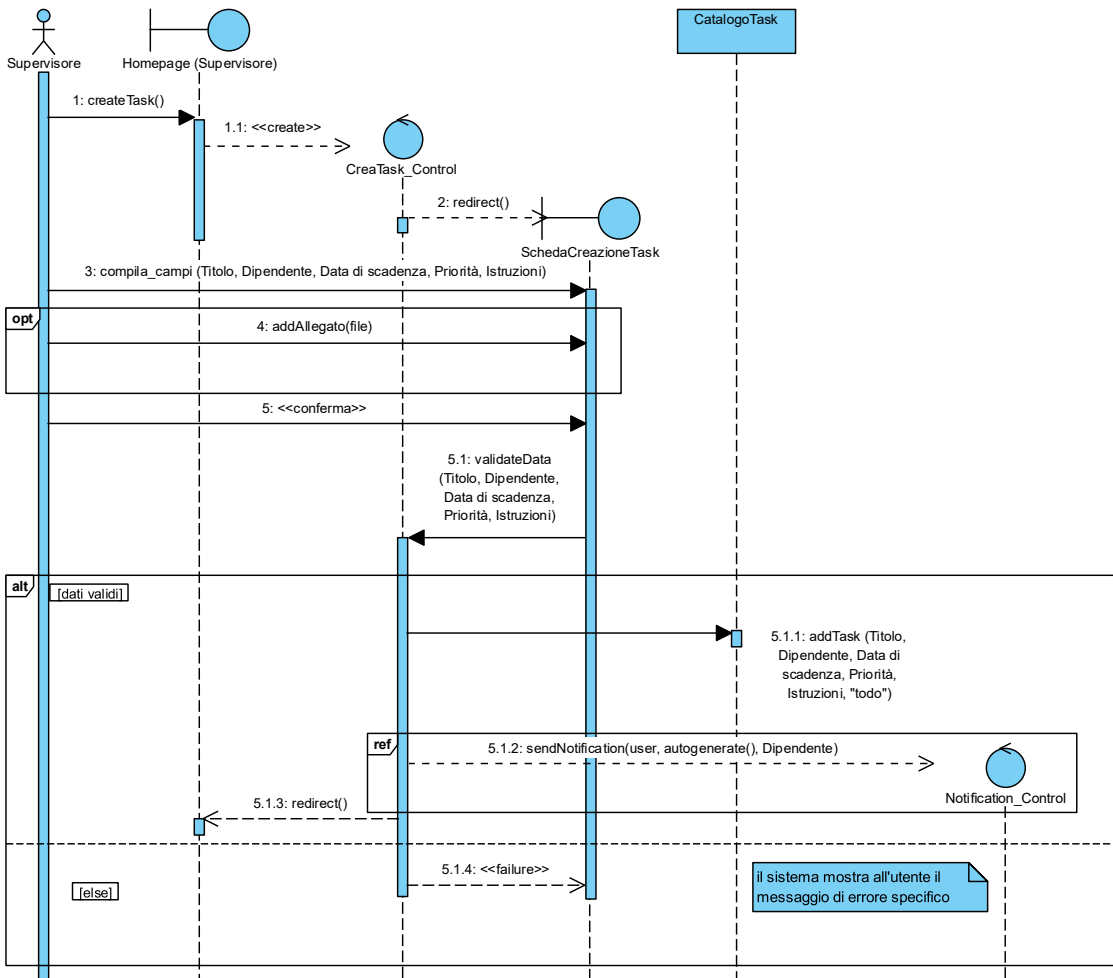 CatalogoTask
Supervisore
Homepage (Supervisore)
1: createTask()
1.1: <<create>>
CreaTask_Control
2: redirect()
SchedaCreazioneTask
3: compila_campi (Titolo, Dipendente, Data di scadenza, Priorità, Istruzioni)
opt
4: addAllegato(file)
5: <<conferma>>
5.1: validateData
(Titolo, Dipendente,
Data di scadenza,
Priorità, Istruzioni)
alt
[dati validi]
5.1.1: addTask (Titolo,
Dipendente, Data di
scadenza, Priorità,
Istruzioni, "todo")
ref
5.1.2: sendNotification(user, autogenerate(), Dipendente)
Notification_Control
5.1.3: redirect()
5.1.4: <<failure>>
[else]
il sistema mostra all'utente il
messaggio di errore specifico